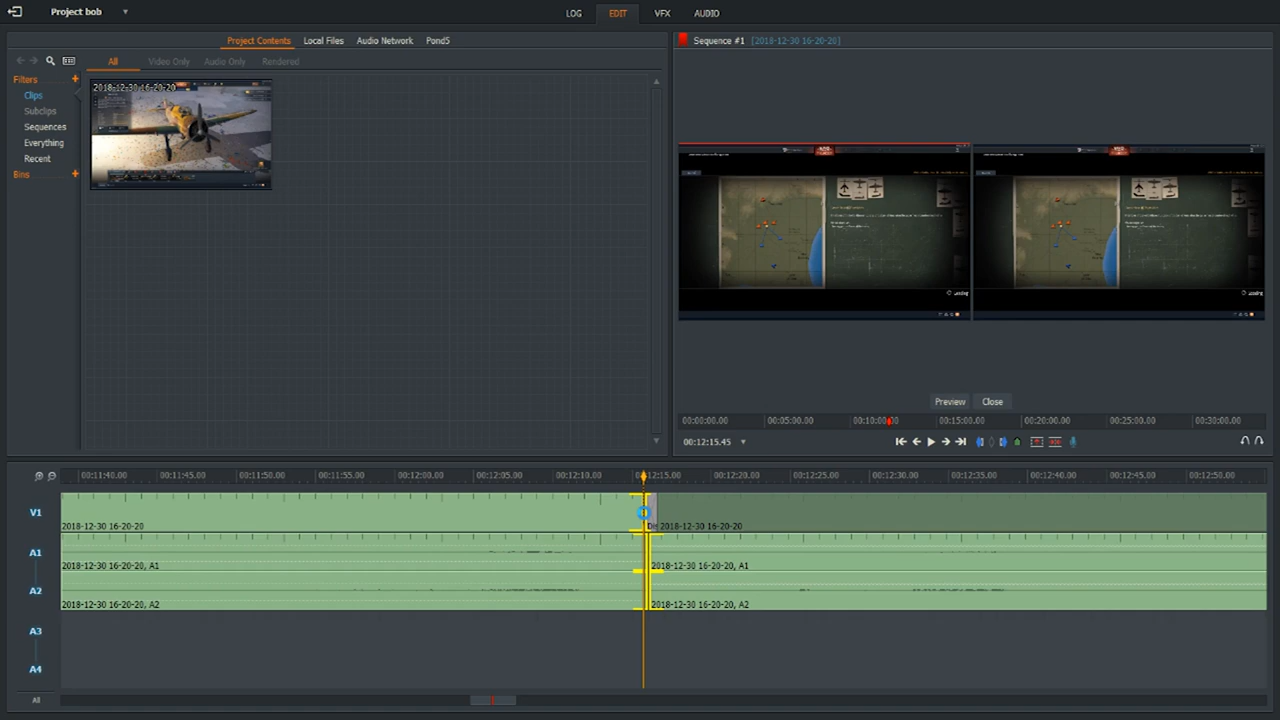 Project bob
LOG EDIT VFX AUDIO
Project Contents Local Files Audio Network Pond5
All Video Only Audio Only Rendered
Filters
Clips
Subclips
Sequences
Everything
Recent
Bins
2018-12-30 16-20-20
Sequence #1 [2018-12-30 16-20-20]
Loading
Loading
Preview Close
00:00:00.00 00:05:00.00 00:10:00.00 00:15:00.00 00:20:00.00 00:25:00.00 00:30:00.00
00:12:15.45
00:11:40.00 00:11:45.00 00:11:50.00 00:11:55.00 00:12:00.00 00:12:05.00 00:12:10.00 00:12:15.00 00:12:20.00 00:12:25.00 00:12:30.00 00:12:35.00 00:12:40.00 00:12:45.00 00:12:50.00
V1
2018-12-30 16-20-20 Dis 2018-12-30 16-20-20
A1
2018-12-30 16-20-20, A1 2018-12-30 16-20-20, A1
A2
2018-12-30 16-20-20, A2 2018-12-30 16-20-20, A2
A3
A4
All